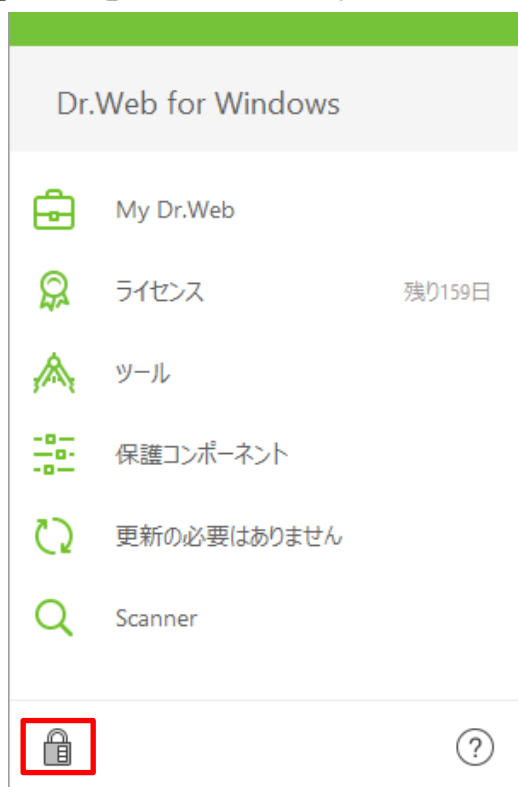 Dr.Web for Windows
My Dr.Web
ライセンス 残り159日
ツール
保護コンポーネント
更新の必要はありません
Scanner
?